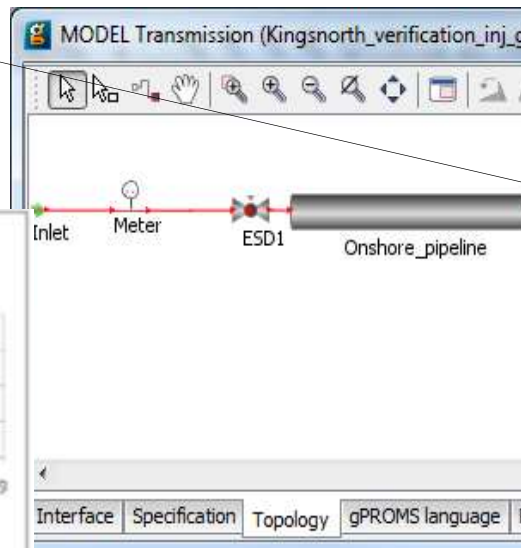 MODEL Transmission (Kingsnorth_verification_inj_g
Inlet
Meter
ESD1
Onshore_pipeline
Interface
Specification
Topology
gPROMS language